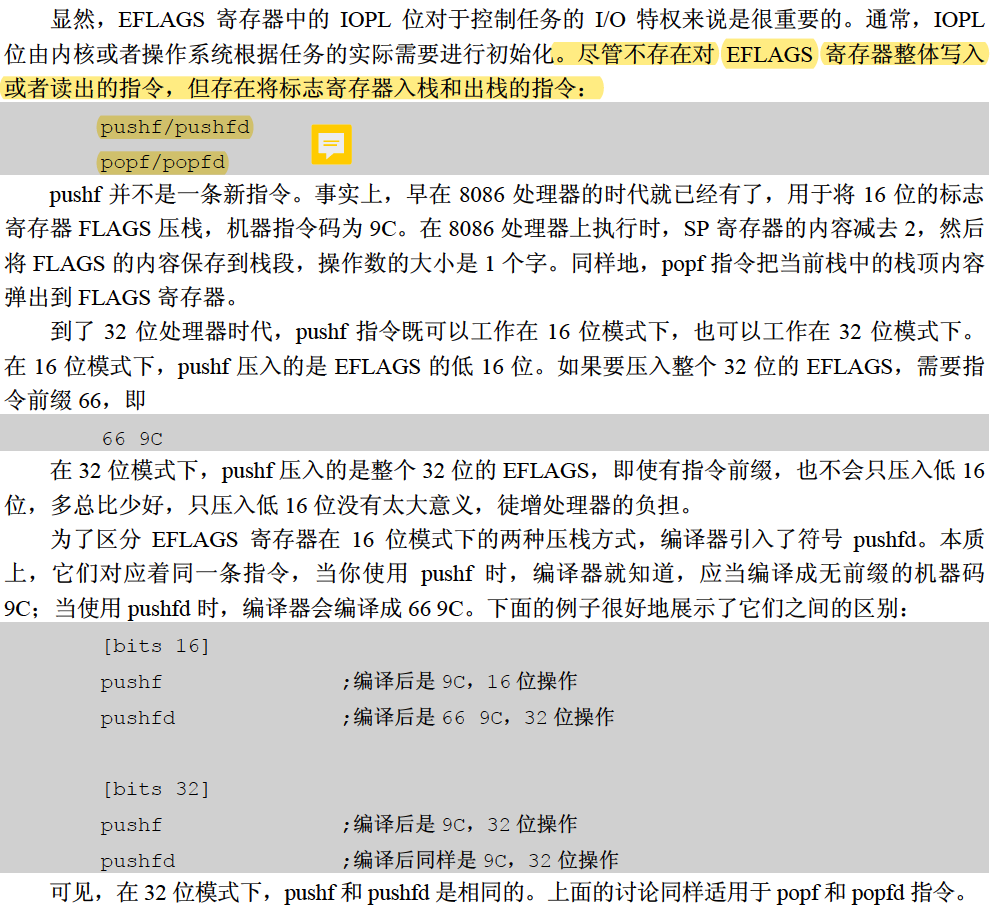 显然，EFLAGS 寄存器中的 IOPL 位对于控制任务的 I/O 特权来说是很重要的。通常，IOPL
位由内核或者操作系统根据任务的实际需要进行初始化。尽管不存在对 EFLAGS 寄存器整体写入
或者读出的指令，但存在将标志寄存器入栈和出栈的指令：
pushf/pushfd
popf/popfd
pushf 并不是一条新指令。事实上，早在 8086 处理器的时代就已经有了，用于将 16 位的标志
寄存器 FLAGS 压栈，机器指令码为 9C。在 8086 处理器上执行时，SP 寄存器的内容减去 2，然后
将 FLAGS 的内容保存到栈段，操作数的大小是 1 个字。同样地，popf 指令把当前栈中的栈顶内容
弹出到 FLAGS 寄存器。
到了 32 位处理器时代，pushf 指令既可以工作在 16 位模式下，也可以工作在 32 位模式下。
在 16 位模式下，pushf 压入的是 EFLAGS 的低 16 位。如果要压入整个 32 位的 EFLAGS，需要指
令前缀 66，即
66 9C
在 32 位模式下，pushf 压入的是整个 32 位的 EFLAGS，即使有指令前缀，也不会只压入低 16
位，多总比少好，只压入低 16 位没有太大意义，徒增处理器的负担。
为了区分 EFLAGS 寄存器在 16 位模式下的两种压栈方式，编译器引入了符号 pushfd。本质
上，它们对应着同一条指令，当你使用 pushf 时，编译器就知道，应当编译成无前缀的机器码
9C；当使用 pushfd 时，编译器会编译成 66 9C。下面的例子很好地展示了它们之间的区别：
[bits 16]
pushf ;编译后是 9C，16 位操作
pushfd ;编译后是 66 9C，32 位操作
[bits 32]
pushf ;编译后是 9C，32 位操作
pushfd ;编译后同样是 9C，32 位操作
可见，在 32 位模式下，pushf 和 pushfd 是相同的。上面的讨论同样适用于 popf 和 popfd 指令。